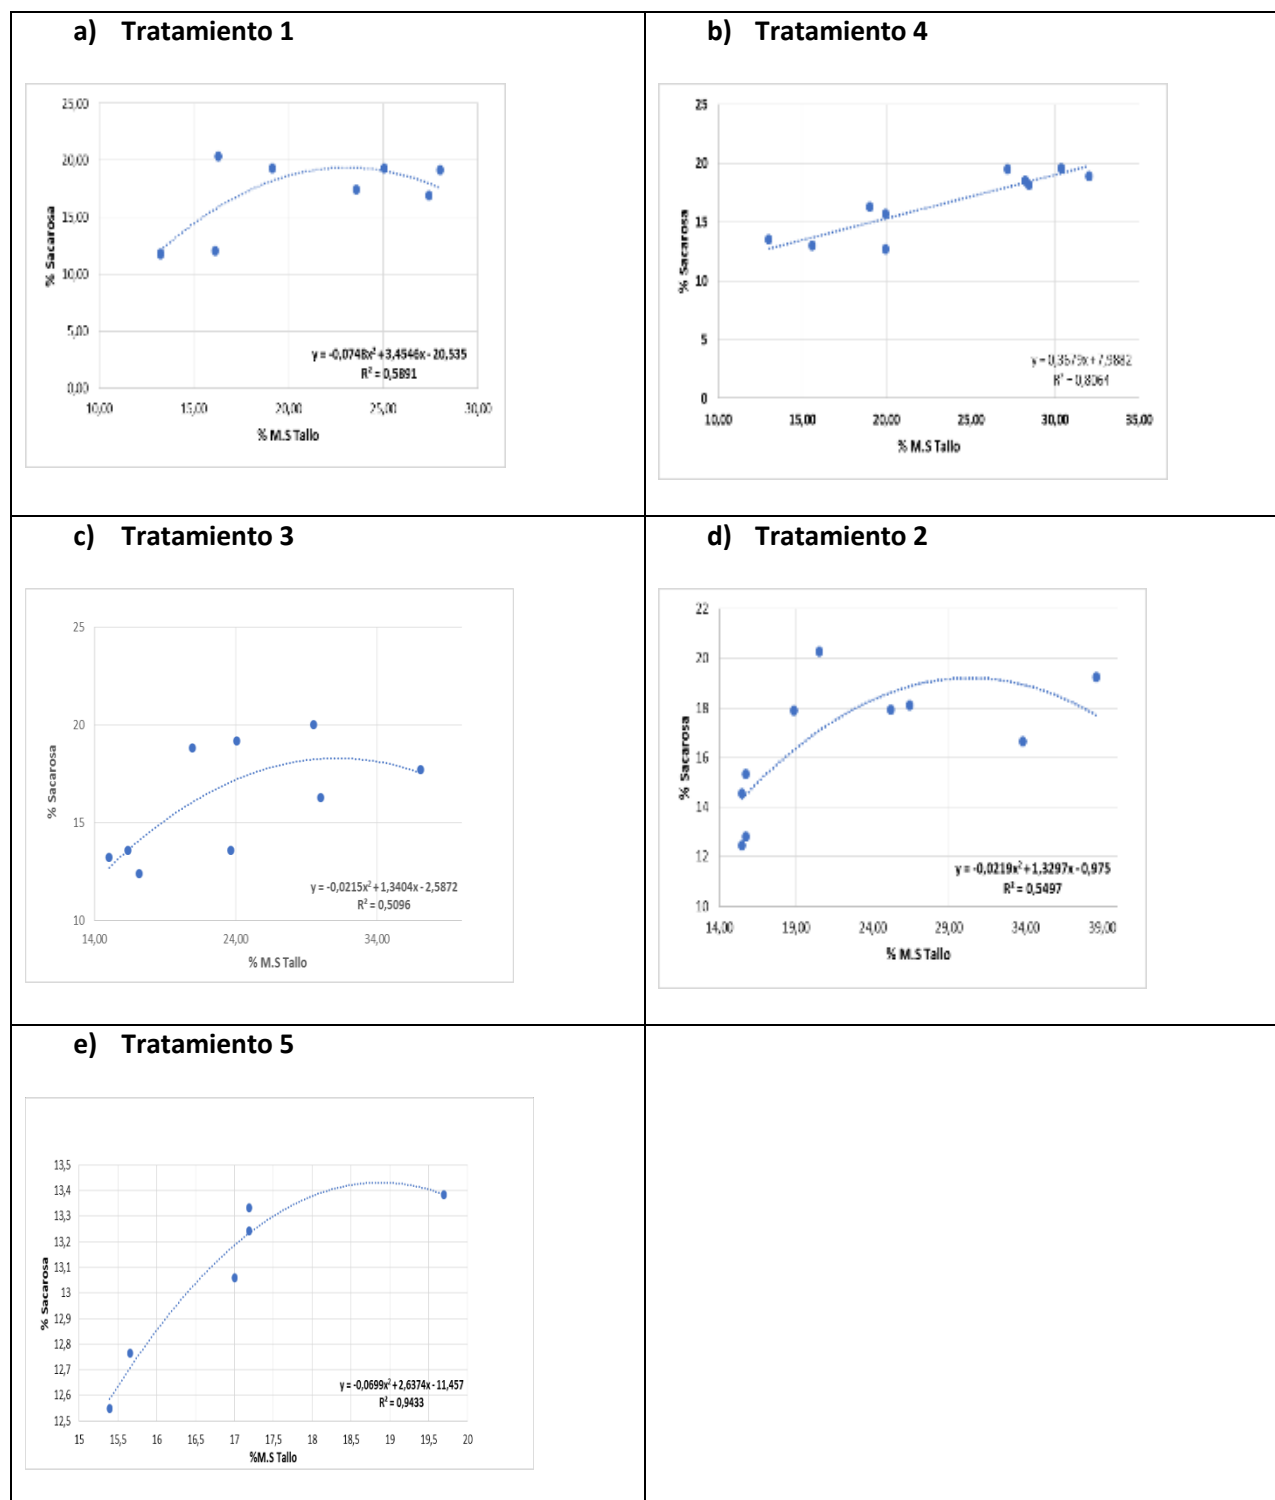 a) Tratamiento 1
25,00
20,00
15,00
10,00
5,00
0,00
% Sacarosa
y = -0,0748x² + 3,4546x - 20,535
R² = 0,5891
10,00 15,00 20,00 25,00 30,00
% M.S Tallo
b) Tratamiento 4
25
20
15
10
5
0
% Sacarosa
y = 0,3679x + 7,9882
R² = 0,8064
10,00 15,00 20,00 25,00 30,00 35,00
% M.S Tallo
c) Tratamiento 3
25
20
15
10
% Sacarosa
y = -0,0215x² + 1,3404x - 2,5872
R² = 0,5096
14,00 24,00 34,00
% M.S Tallo
d) Tratamiento 2
22
20
18
16
14
12
10
% Sacarosa
y = -0,0219x² + 1,3297x - 0,975
R² = 0,5497
14,00 19,00 24,00 29,00 34,00 39,00
% M.S Tallo
e) Tratamiento 5
13,5
13,4
13,3
13,2
13,1
13
12,9
12,8
12,7
12,6
12,5
% Sacarosa
y = -0,0699x² + 2,6374x - 11,457
R² = 0,9433
15 15,5 16 16,5 17 17,5 18 18,5 19 19,5 20
%M.S Tallo